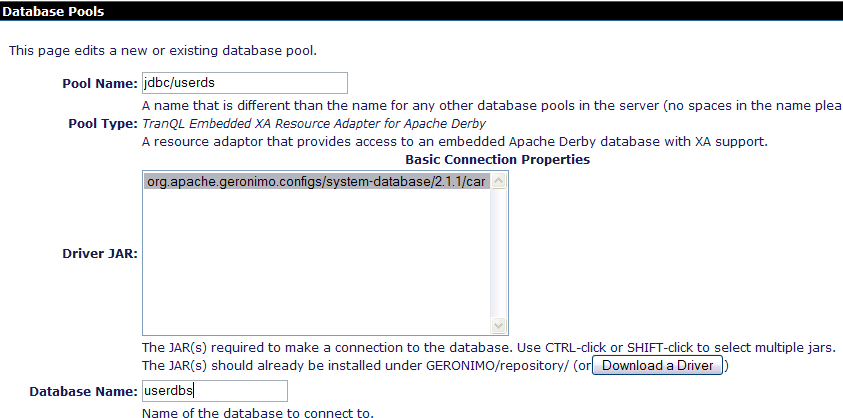 Database Pools
This page edits a new or existing database pool.
Pool Name: jdbc/userds
A name that is different than the name for any other database pools in the server (no spaces in the name plea
Pool Type: TranQL Embedded XA Resource Adapter for Apache Derby
A resource adaptor that provides access to an embedded Apache Derby database with XA support.
Basic Connection Properties
org.apache.geronimo.configs/system-database/2.1.1/car
Driver JAR:
The JAR(s) required to make a connection to the database. Use CTRL-click or SHIFT-click to select multiple jars.
The JAR(s) should already be installed under GERONIMO/repository/ (or Download a Driver )
Database Name: userdbs
Name of the database to connect to.